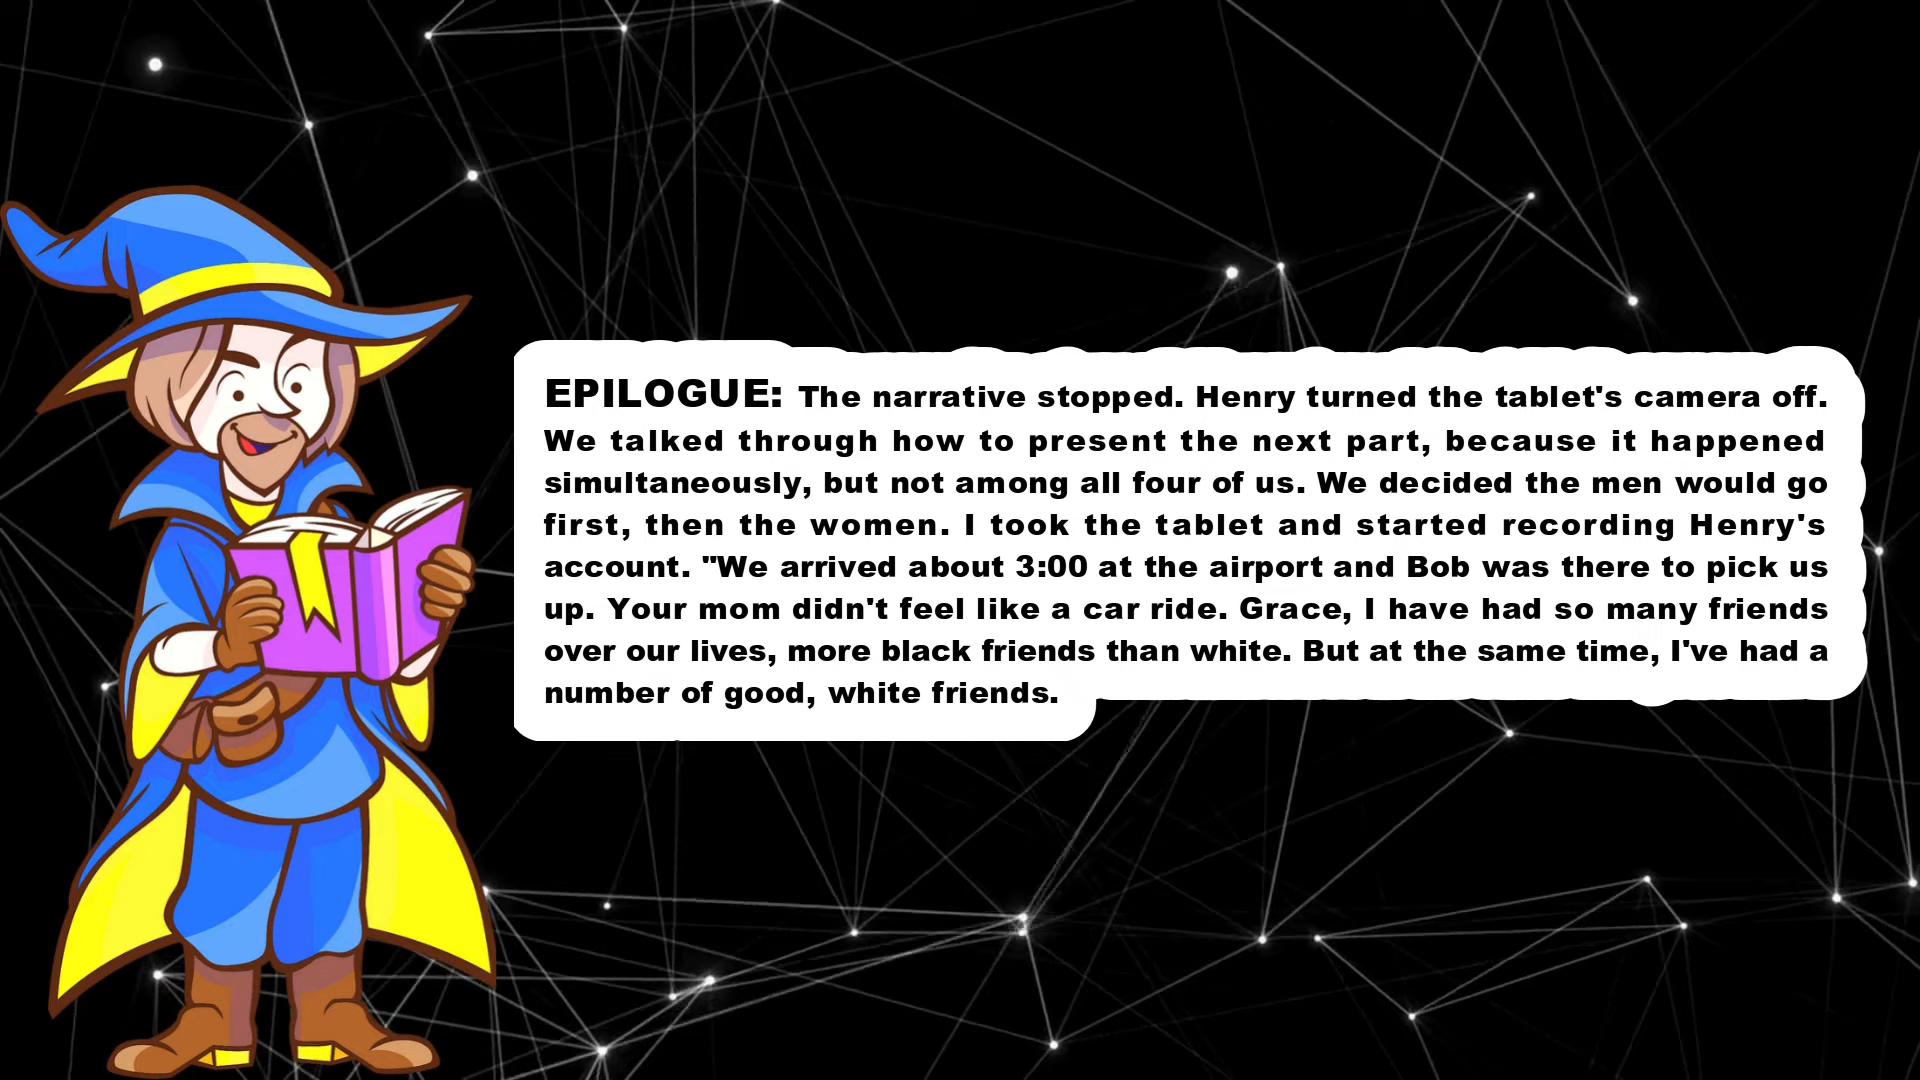 EPILOGUE: The narrative stopped. Henry turned the tablet's camera off.
We talked through how to present the next part, because it happened
simultaneously, but not among all four of us. We decided the men would go
first, then the women. I took the tablet and started recording Henry's
account. "We arrived about 3:00 at the airport and Bob was there to pick us
up. Your mom didn't feel like a car ride. Grace, I have had so many friends
over our lives, more black friends than white. But at the same time, I've had a
number of good, white friends.